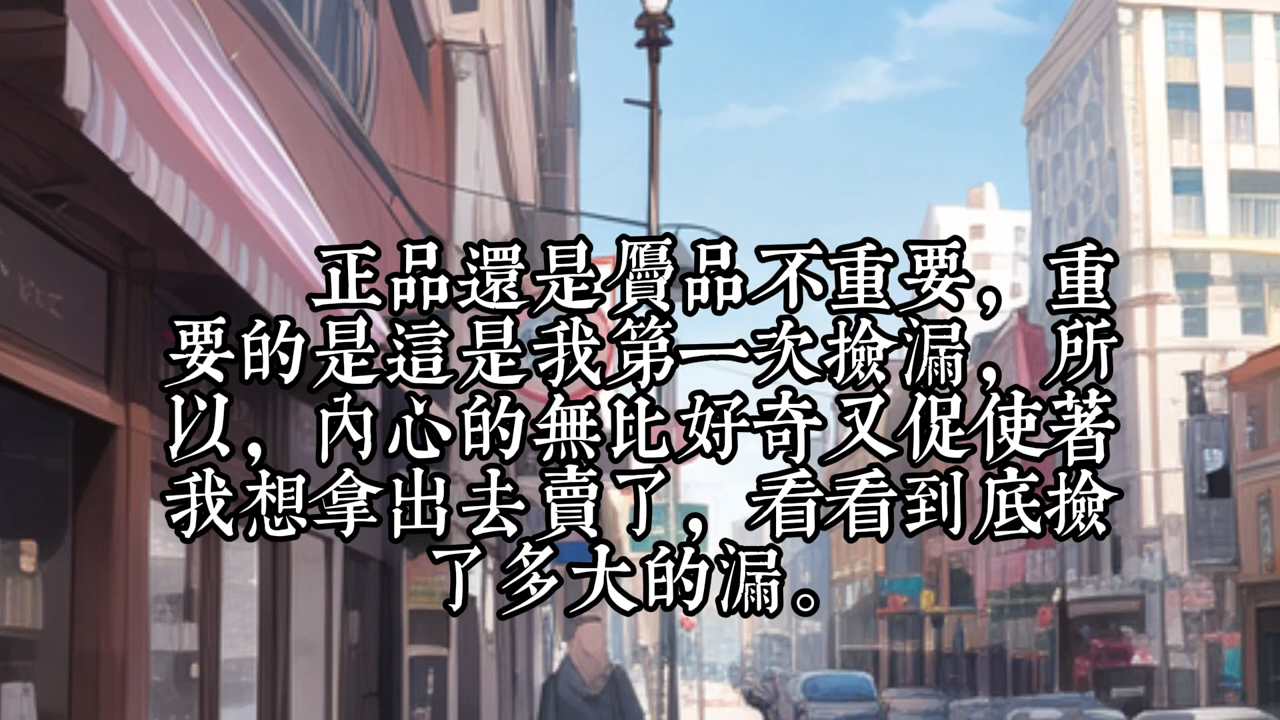 正品還是贗品不重要，重
要的是這是我第一次撿漏，所
以，內心的無比好奇又促使著
我想拿出去賣了，看看到底撿
了多大的漏。